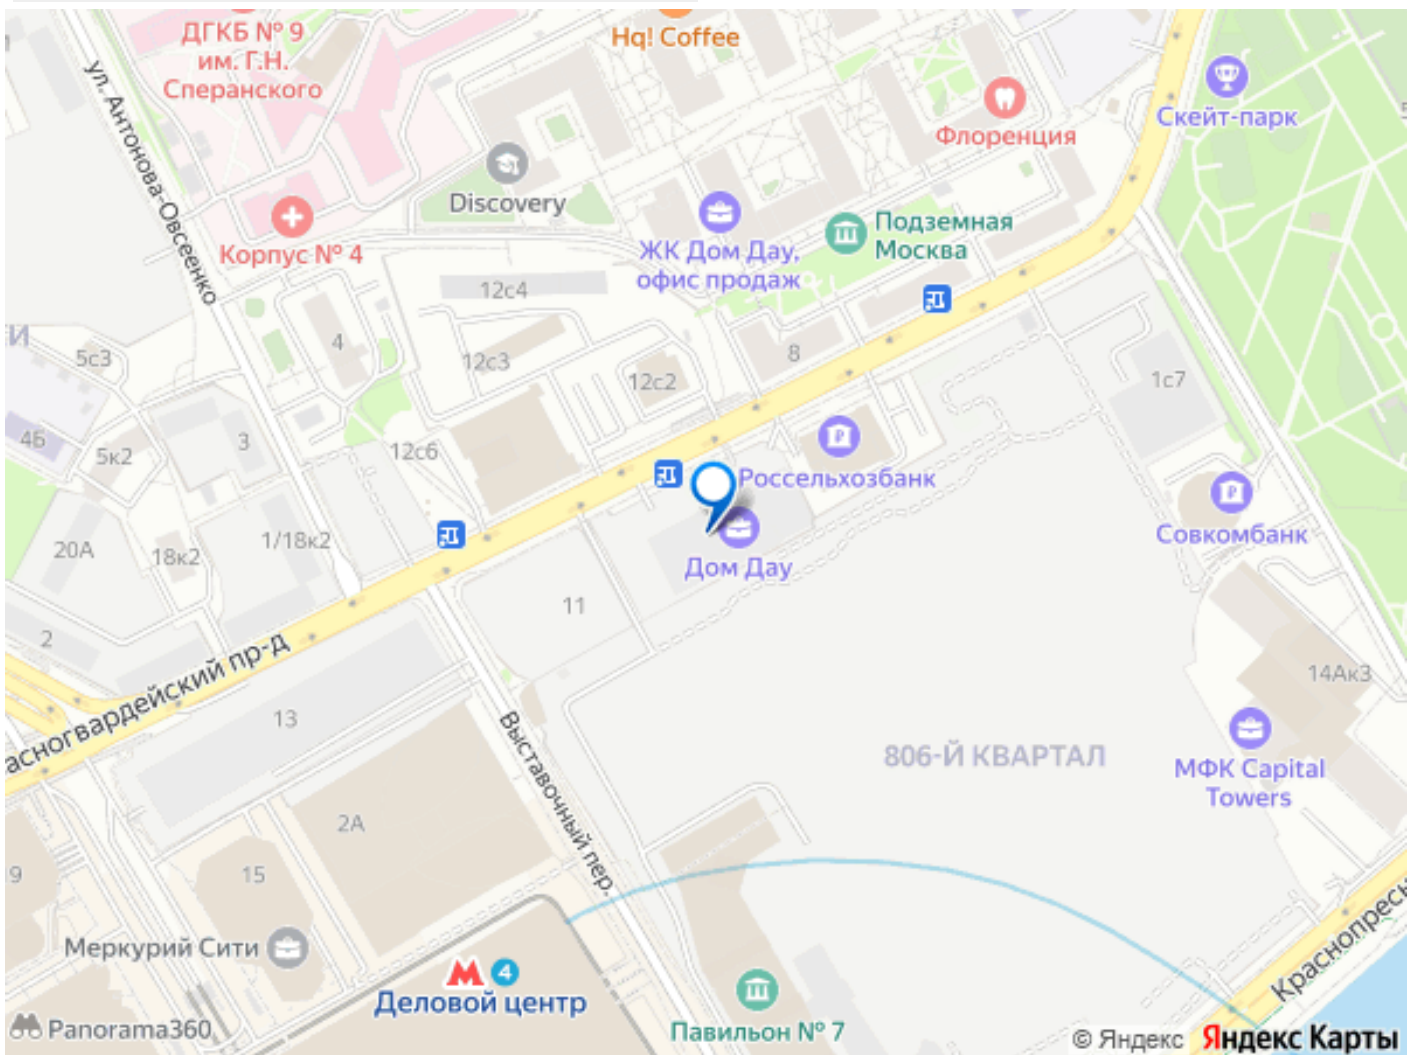 ДГКБ № 9
им. Г.Н.
Сперанского
Hq! Coffee
Скейт-парк
Флоренция
ул. Антонова-Овсеенко
Discovery
Корпус № 4
ЖК Дом Дау,
офис продаж
Подземная
Москва
12с4
5с3
4
12с3
12с2
8
1с7
4Б
5к2
3
12с6
Россельхозбанк
Совкомбанк
20А
18к2
1/18к2
Дом Дау
11
2
асногвардейский пр-д
14Ак3
13
Выставочный пер.
806-Й КВАРТАЛ
МФК Capital
Towers
2А
9
15
Меркурий Сити
М 4
Деловой центр
Краснопресн
Panorama360
Павильон № 7
© Яндекс Яндекс Карты